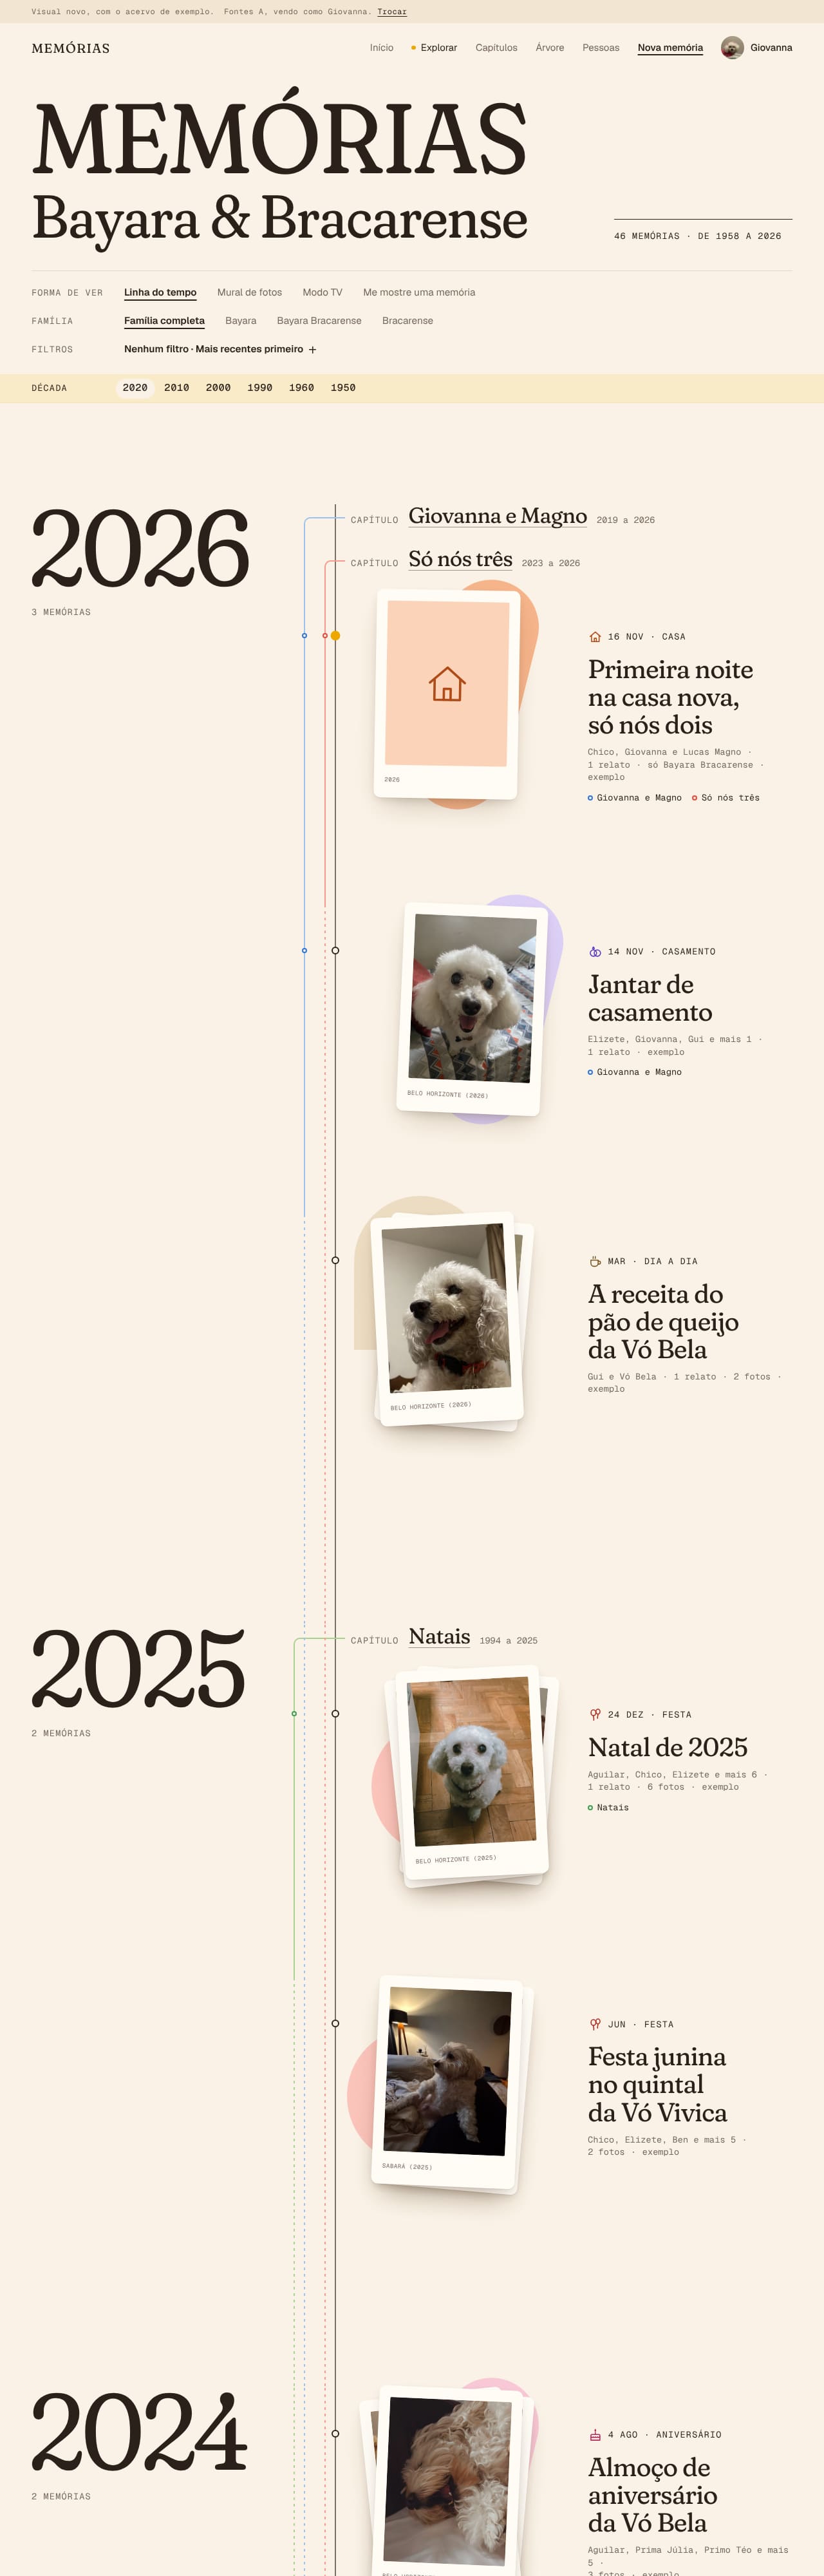 Visual novo, com o acervo de exemplo. Fontes A, vendo como Giovanna. Trocar
MEMÓRIAS
Início
Explorar
Capítulos
Árvore
Pessoas
Nova memória
Giovanna
MEMÓRIAS
Bayara & Bracarense
46 MEMÓRIAS · DE 1958 A 2026
FORMA DE VER
Linha do tempo
Mural de fotos
Modo TV
Me mostre uma memória
FAMÍLIA
Família completa
Bayara
Bayara Bracarense
Bracarense
FILTROS
Nenhum filtro · Mais recentes primeiro +
DÉCADA
2020
2010
2000
1990
1960
1950
2026
3 MEMÓRIAS
CAPÍTULO Giovanna e Magno 2019 a 2026
CAPÍTULO Só nós três 2023 a 2026
2026
16 NOV · CASA
Primeira noite
na casa nova,
só nós dois
Chico, Giovanna e Lucas Magno ·
1 relato · só Bayara Bracarense ·
exemplo
Giovanna e Magno
Só nós três
BELO HORIZONTE (2026)
14 NOV · CASAMENTO
Jantar de
casamento
Elizete, Giovanna, Gui e mais 1 ·
1 relato · exemplo
Giovanna e Magno
BELO HORIZONTE (2026)
MAR · DIA A DIA
A receita do
pão de queijo
da Vó Bela
Gui e Vó Bela · 1 relato · 2 fotos ·
exemplo
2025
2 MEMÓRIAS
CAPÍTULO Natais 1994 a 2025
BELO HORIZONTE (2025)
24 DEZ · FESTA
Natal de 2025
Aguilar, Chico, Elizete e mais 6 ·
1 relato · 6 fotos · exemplo
Natais
SABARÁ (2025)
JUN · FESTA
Festa junina
no quintal
da Vó Vivica
Chico, Elizete, Ben e mais 5 ·
2 fotos · exemplo
2024
2 MEMÓRIAS
4 AGO · ANIVERSÁRIO
Almoço de
aniversário
da Vó Bela
Aguilar, Prima Júlia, Primo Téo e mais
5 ·
3 fotos · exemplo